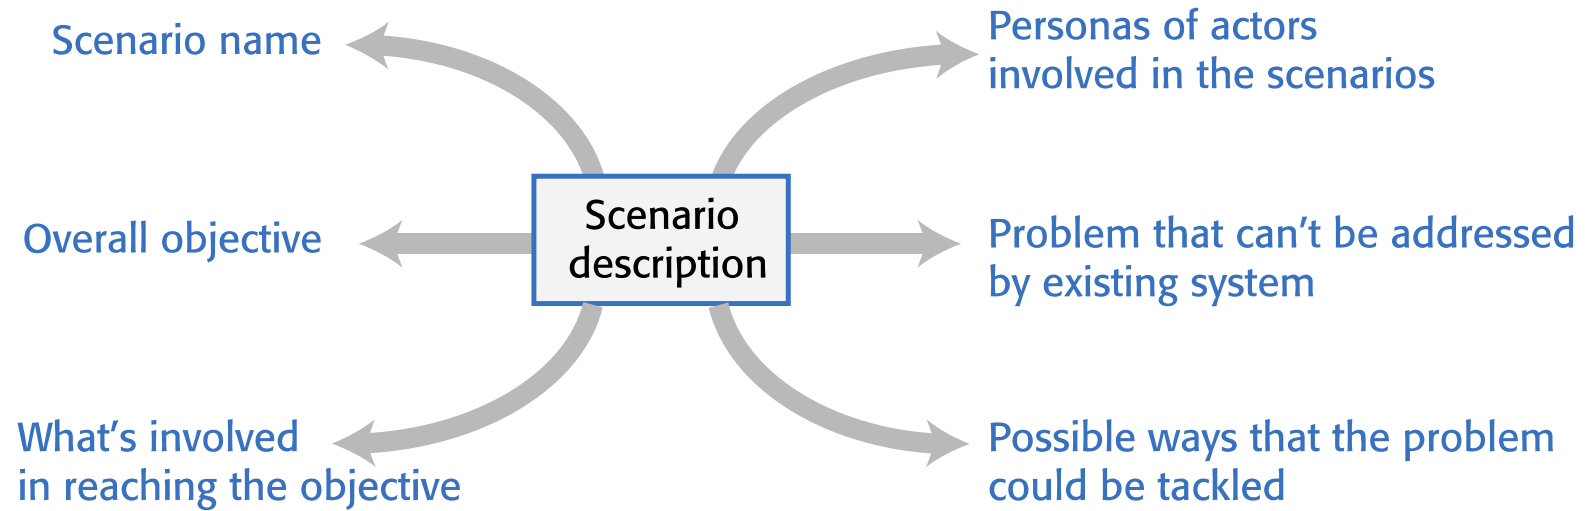 Scenario name
Personas of actors
involved in the scenarios
Scenario
description
Overall objective
Problem that can’t be addressed
by existing system
What’s involved
in reaching the objective
Possible ways that the problem
could be tackled